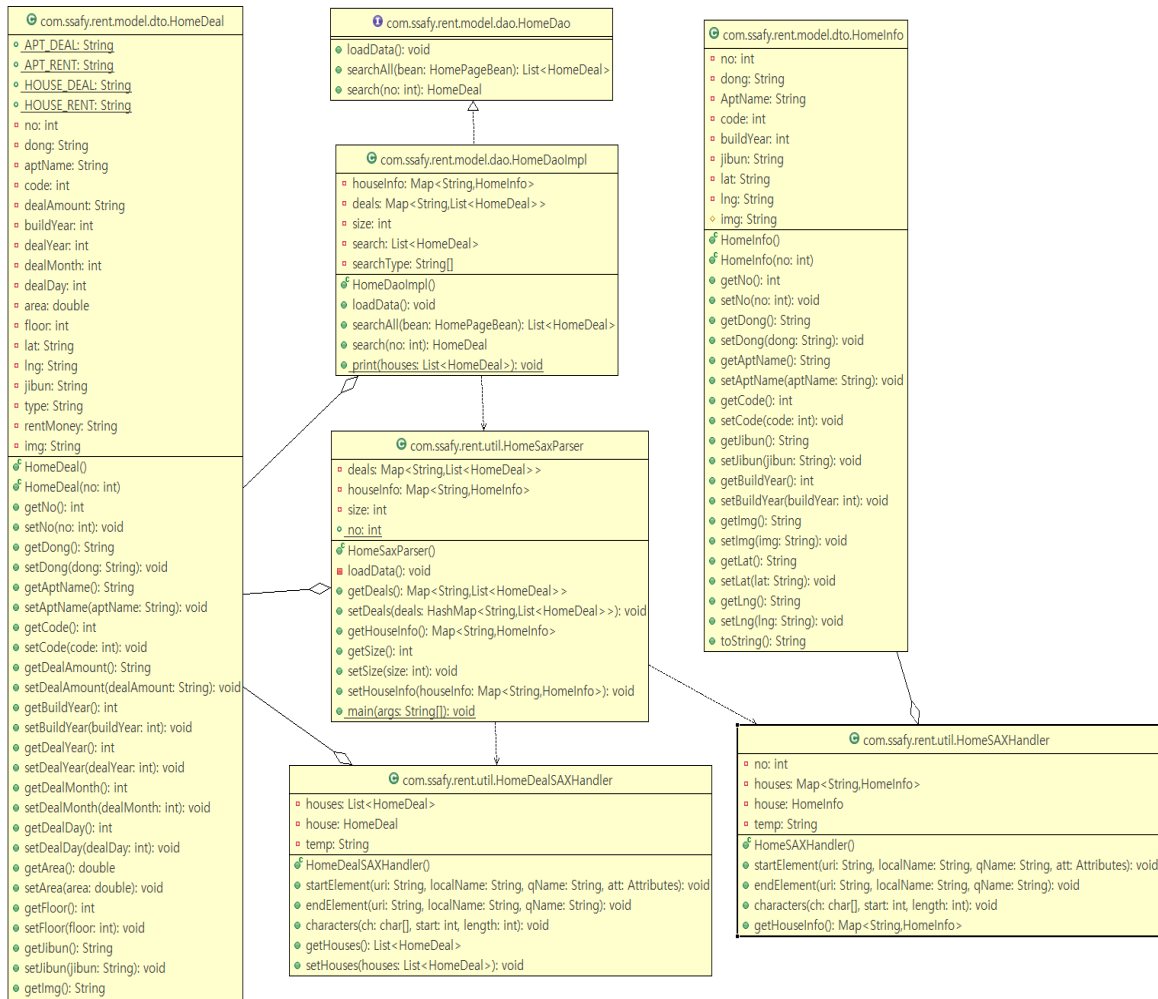 com.ssafy.rent.model.dto.HomeDeal
APT_DEAL: String
APT_RENT: String
HOUSE_DEAL: String
HOUSE_RENT: String
no: int
dong: String
aptName: String
code: int
dealAmount: String
buildYear: int
dealYear: int
dealMonth: int
dealDay: int
area: double
floor: int
lat: String
lng: String
jibun: String
type: String
rentMoney: String
img: String
HomeDeal()
HomeDeal(no: int)
getNo(): int
setNo(no: int): void
getDong(): String
setDong(dong: String): void
getAptName(): String
setAptName(aptName: String): void
getCode(): int
setCode(code: int): void
getDealAmount(): String
setDealAmount(dealAmount: String): void
getBuildYear(): int
setBuildYear(buildYear: int): void
getDealYear(): int
setDealYear(dealYear: int): void
getDealMonth(): int
setDealMonth(dealMonth: int): void
getDealDay(): int
setDealDay(dealDay: int): void
getArea(): double
setArea(area: double): void
getFloor(): int
setFloor(floor: int): void
getJibun(): String
setJibun(jibun: String): void
getImg(): String
com.ssafy.rent.model.dao.HomeDao
loadData(): void
searchAll(bean: HomePageBean): List<HomeDeal>
search(no: int): HomeDeal
com.ssafy.rent.model.dao.HomeDaoImpl
houseInfo: Map<String,HomeInfo>
deals: Map<String,List<HomeDeal>>
size: int
search: List<HomeDeal>
searchType: String[]
HomeDaoImpl()
loadData(): void
searchAll(bean: HomePageBean): List<HomeDeal>
search(no: int): HomeDeal
print(houses: List<HomeDeal>): void
com.ssafy.rent.util.HomeSaxParser
deals: Map<String,List<HomeDeal>>
houseInfo: Map<String,HomeInfo>
size: int
no: int
HomeSaxParser()
loadData(): void
getDeals(): Map<String,List<HomeDeal>>
setDeals(deals: HashMap<String,List<HomeDeal>>): void
getHouseInfo(): Map<String,HomeInfo>
getSize(): int
setSize(size: int): void
setHouseInfo(houseInfo: Map<String,HomeInfo>): void
main(args: String[]): void
com.ssafy.rent.util.HomeDealSAXHandler
houses: List<HomeDeal>
house: HomeDeal
temp: String
HomeDealSAXHandler()
startElement(uri: String, localName: String, qName: String, att: Attributes): void
endElement(uri: String, localName: String, qName: String): void
characters(ch: char[], start: int, length: int): void
getHouses(): List<HomeDeal>
setHouses(houses: List<HomeDeal>): void
com.ssafy.rent.model.dto.HomeInfo
no: int
dong: String
AptName: String
code: int
buildYear: int
jibun: String
lat: String
lng: String
img: String
HomeInfo()
HomeInfo(no: int)
getNo(): int
setNo(no: int): void
getDong(): String
setDong(dong: String): void
getAptName(): String
setAptName(aptName: String): void
getCode(): int
setCode(code: int): void
getJibun(): String
setJibun(jibun: String): void
getBuildYear(): int
setBuildYear(buildYear: int): void
getImg(): String
setImg(img: String): void
getLat(): String
setLat(lat: String): void
getLng(): String
setLng(lng: String): void
toString(): String
com.ssafy.rent.util.HomeSAXHandler
no: int
houses: Map<String,HomeInfo>
house: HomeInfo
temp: String
HomeSAXHandler()
startElement(uri: String, localName: String, qName: String, att: Attributes): void
endElement(uri: String, localName: String, qName: String): void
characters(ch: char[], start: int, length: int): void
getHouseInfo(): Map<String,HomeInfo>